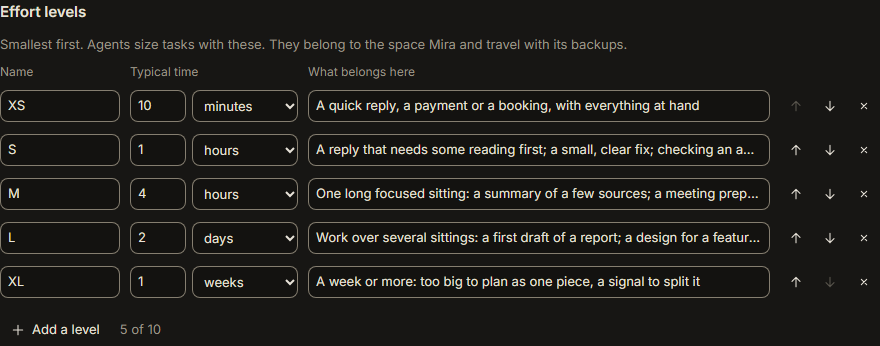 Effort levels
Smallest first. Agents size tasks with these. They belong to the space Mira and travel with its backups.
Name Typical time What belongs here
XS 10 minutes A quick reply, a payment or a booking, with everything at hand
S 1 hours A reply that needs some reading first; a small, clear fix; checking an a...
M 4 hours One long focused sitting: a summary of a few sources; a meeting prep...
L 2 days Work over several sittings: a first draft of a report; a design for a featur...
XL 1 weeks A week or more: too big to plan as one piece, a signal to split it
+ Add a level 5 of 10